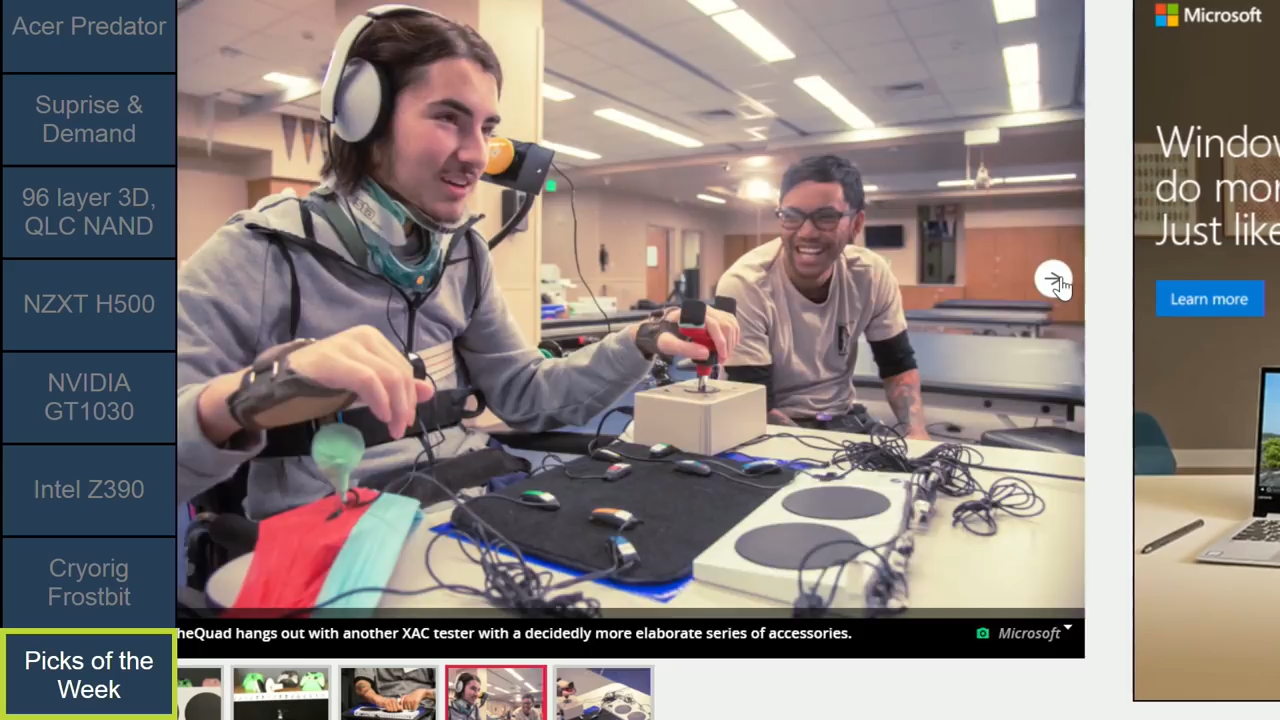 Acer Predator
Suprise &
Demand
96 layer 3D,
QLC NAND
NZXT H500
NVIDIA
GT1030
Intel Z390
Cryorig
Frostbit
Picks of the
Week
heQuad hangs out with another XAC tester with a decidedly more elaborate series of accessories.
Microsoft
Microsoft
Windo
do mor
Just like
Learn more